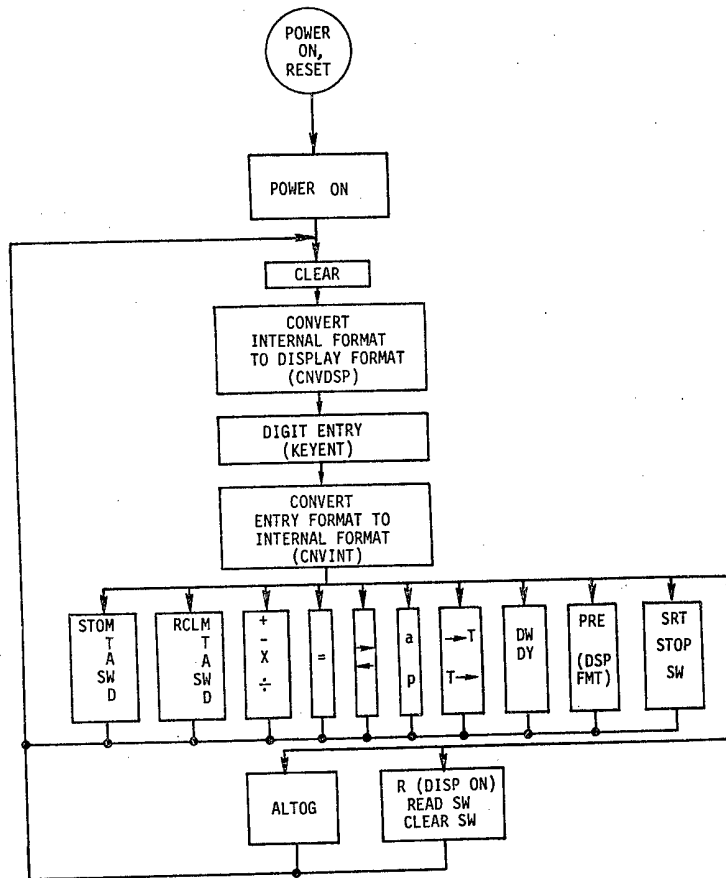 POWER
ON,
RESET
POWER ON
CLEAR
CONVERT
INTERNAL FORMAT
TO DISPLAY FORMAT
(CNVDSP)
DIGIT ENTRY
(KEYENT)
CONVERT
ENTRY FORMAT TO
INTERNAL FORMAT
(CNVINT)
STOM
T
A
SW
D
RCLM
T
A
SW
D
+
-
X
÷
=
→
←
a
p
→T
T→
DW
DY
PRE
(DSP
FMT)
SRT
STOP
SW
ALTOG
R (DISP ON)
READ SW
CLEAR SW